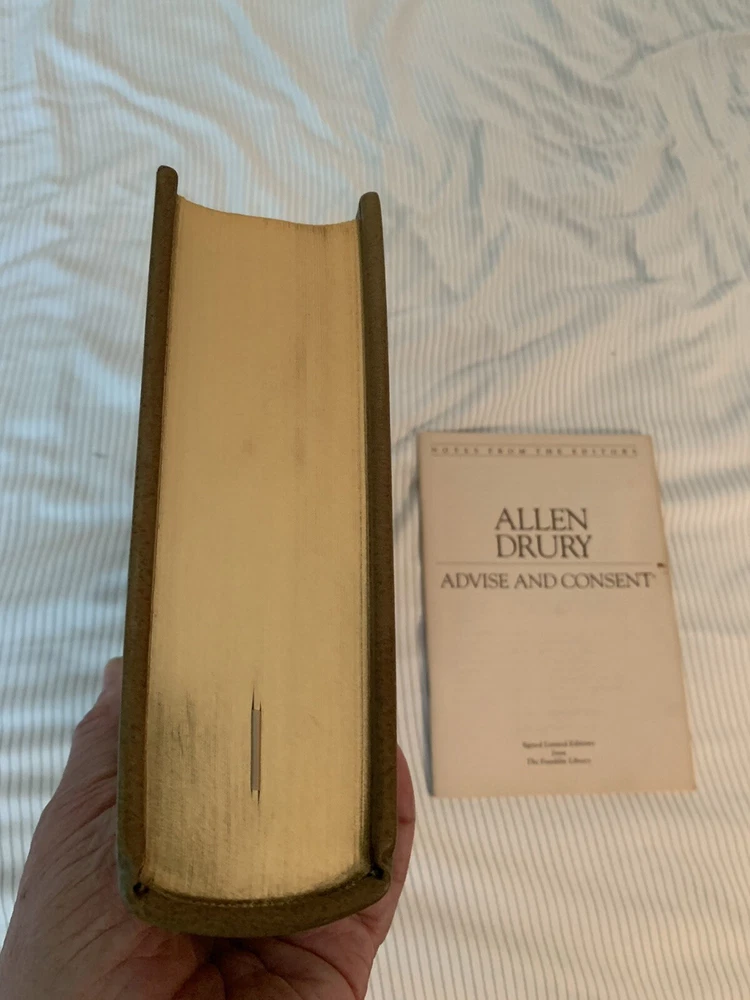 NOTES FROM THE EDITORS
ALLEN
DRURY
ADVISE AND CONSENT
Signed Limited Editions
from
The Franklin Library